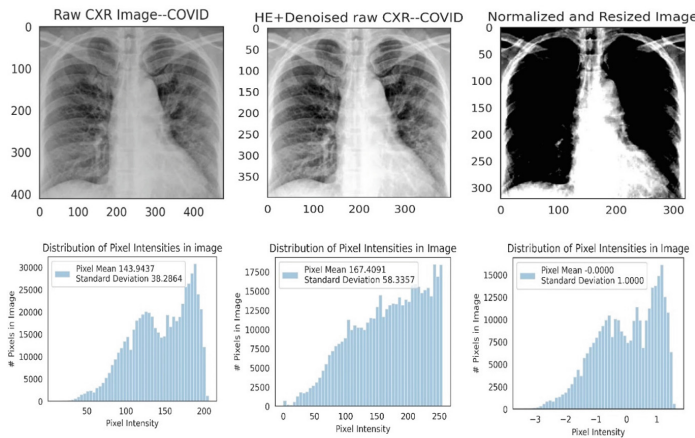 Raw CXR Image--COVID
HE+Denoised raw CXR--COVID
Normalized and Resized Image
0
100
200
300
400
0 100 200 300 400
0
50
100
150
200
250
300
350
0 200 400
0
50
100
150
200
250
300
0 100 200 300
Distribution of Pixel Intensities in image
Pixel Mean 143.9437
Standard Deviation 38.2864
# Pixels in Image
30000
25000
20000
15000
10000
5000
0
50 100 150 200
Pixel Intensity
Distribution of Pixel Intensities in Image
Pixel Mean 167.4091
Standard Deviation 58.3357
# Pixels in Image
17500
15000
12500
10000
7500
5000
2500
0
0 50 100 150 200 250
Pixel Intensity
Distribution of Pixel Intensities in Image
Pixel Mean -0.0000
Standard Deviation 1.0000
# Pixels in Image
15000
12500
10000
7500
5000
2500
0
−3 −2 −1 0 1
Pixel Intensity